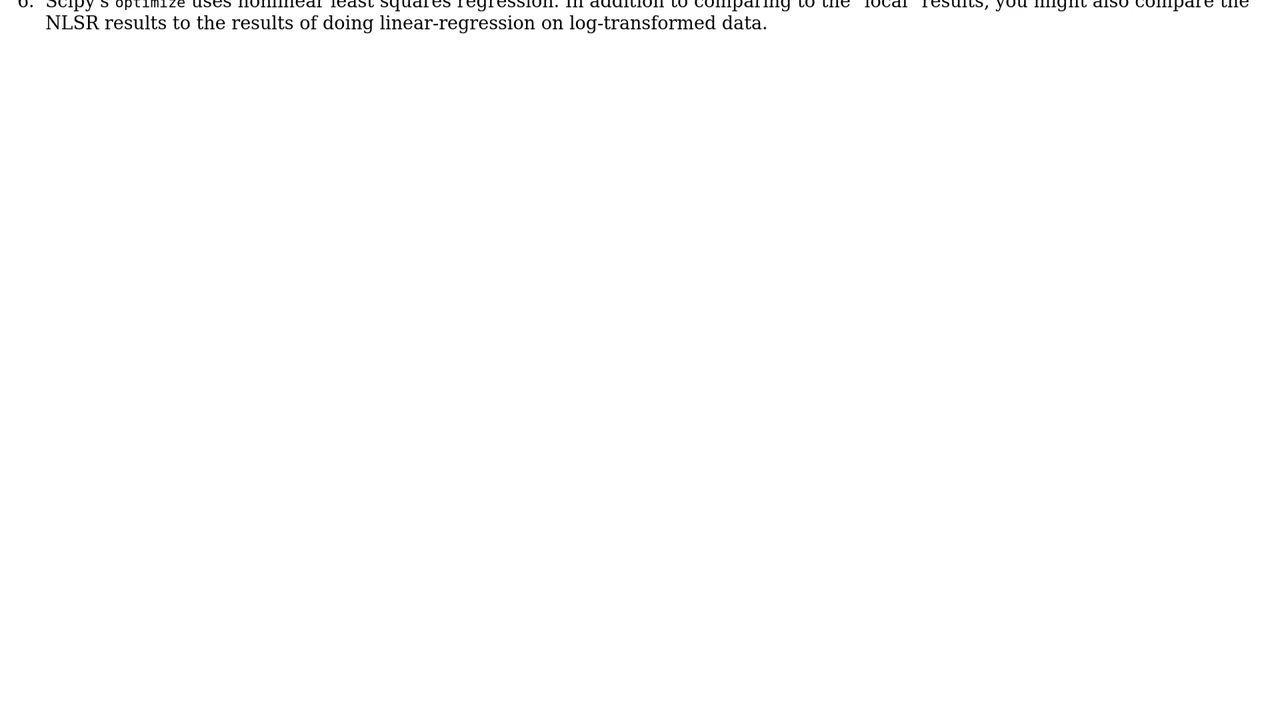 6. Scipy's optimize uses nonlinear least squares regression. In addition to comparing to the "local" results, you might also compare the
NLSR results to the results of doing linear-regression on log-transformed data.